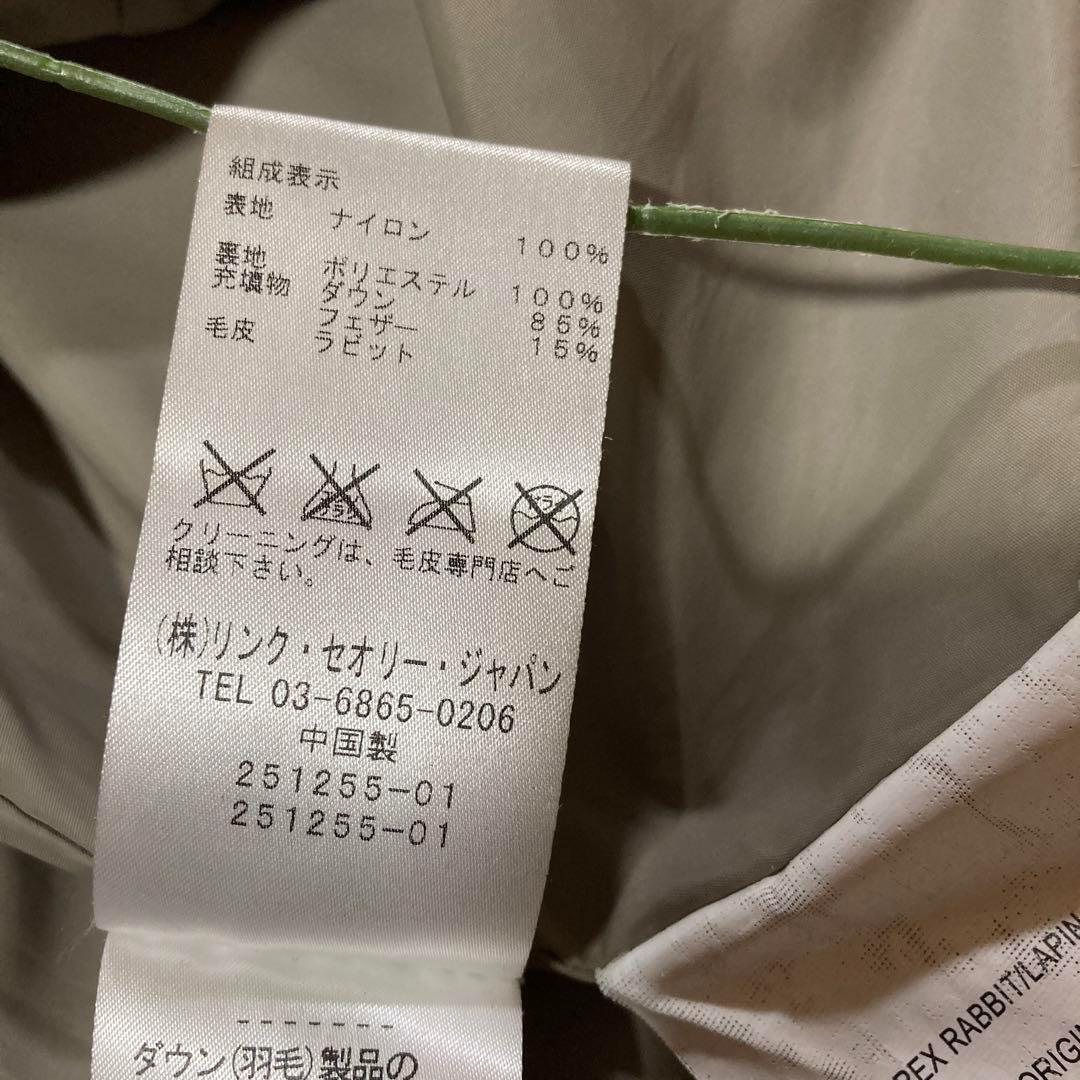 組成表示
表地 ナイロン 100%
裏地 ポリエステル 100%
充填物 ダウン 85%
フェザー 15%
毛皮 ラビット
クリーニングは、毛皮専門店へご
相談下さい。
(株)リンク・セオリー・ジャパン
TEL 03-6865-0206
中国製
251255-01
251255-01
-------
ダウン(羽毛)製品の
REX RABBIT/LAPIN